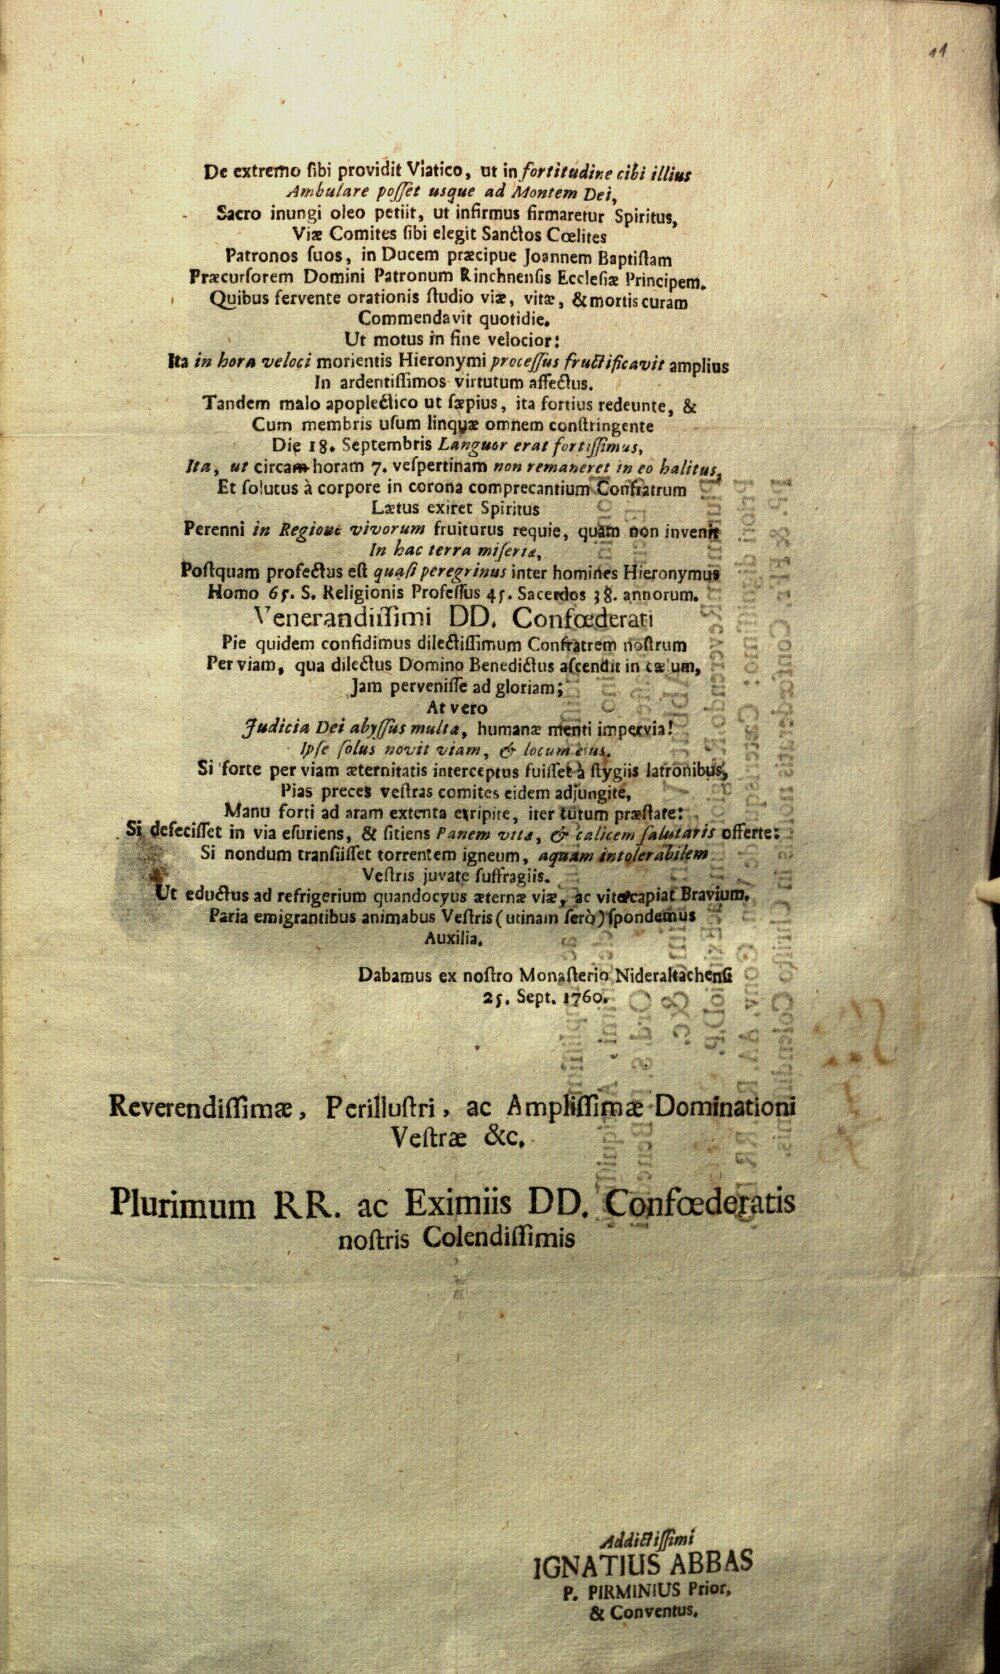 11
De extremo ſibi providit Viatico, ut in fortitudine cibi illius
Ambulare poſſet usque ad Montem Dei,
Sacro inungi oleo petiit, ut infirmus firmaretur Spiritus,
Viæ Comites ſibi elegit Sanctos Cœlites
Patronos ſuos, in Ducem præcipue Joannem Baptiſtam
Præcurſorem Domini Patronum Rinchnenſis Eccleſiæ Principem.
Quibus fervente orationis ſtudio viæ, vitæ, & mortis curam
Commendavit quotidie.
Ut motus in fine velocior:
Ita in hora veloci morientis Hieronymi proceſſus fructificavit amplius
In ardentiſſimos virtutum affectus.
Tandem malo apoplectico ut ſæpius, ita fortius redeunte, &
Cum membris uſum linquæ omnem conſtringente
Die 18. Septembris Languor erat fortiſſimus,
Ita, ut circam horam 7. veſpertinam non remaneret in eo halitus,
Et ſolutus à corpore in corona comprecantium Confratrum
Lætus exiret Spiritus
Perenni in Regione vivorum fruiturus requie, quam non invenit
In hac terra miſeriæ,
Poſtquam profectus eſt quaſi peregrinus inter homines Hieronymus
Homo 65. S. Religionis Profeſſus 45. Sacerdos 38. annorum.
Venerandiſſimi DD. Confœderati
Pie quidem confidimus dilectiſſimum Confratrem noſtrum
Per viam, qua dilectus Domino Benedictus aſcendit in cælum,
Jam perveniſſe ad gloriam;
At vero
Judicia Dei abyſſus multa, humanæ menti impervia!
Ipſe ſolus novit viam, & locum ejus.
Si forte per viam æternitatis interceptus fuiſſet à ſtygiis latronibus,
Pias preces veſtras comites eidem adjungite,
Manu forti ad aram extenta eripite, iter tutum præſtate:
Si defeciſſet in via eſuriens, & ſitiens Panem vitæ, & calicem ſalutaris offerte:
Si nondum tranſiiſſet torrentem igneum, aquam intolerabilem
Veſtris juvate ſuffragiis.
Ut eductus ad refrigerium quandocyus æternæ viæ, ac vitæ capiat Bravium.
Paria emigrantibus animabus Veſtris (utinam ſerò) ſpondemus
Auxilia.
Dabamus ex noſtro Monaſterio Nideraltachenſi
25. Sept. 1760.
Reverendiſſimæ, Perilluſtri, ac Ampliſſimæ Dominationi
Veſtræ &c.
Plurimum RR. ac Eximiis DD. Confœderatis
noſtris Colendiſſimis
Addictiſſimi
IGNATIUS ABBAS
P. PIRMINIUS Prior,
& Conventus.